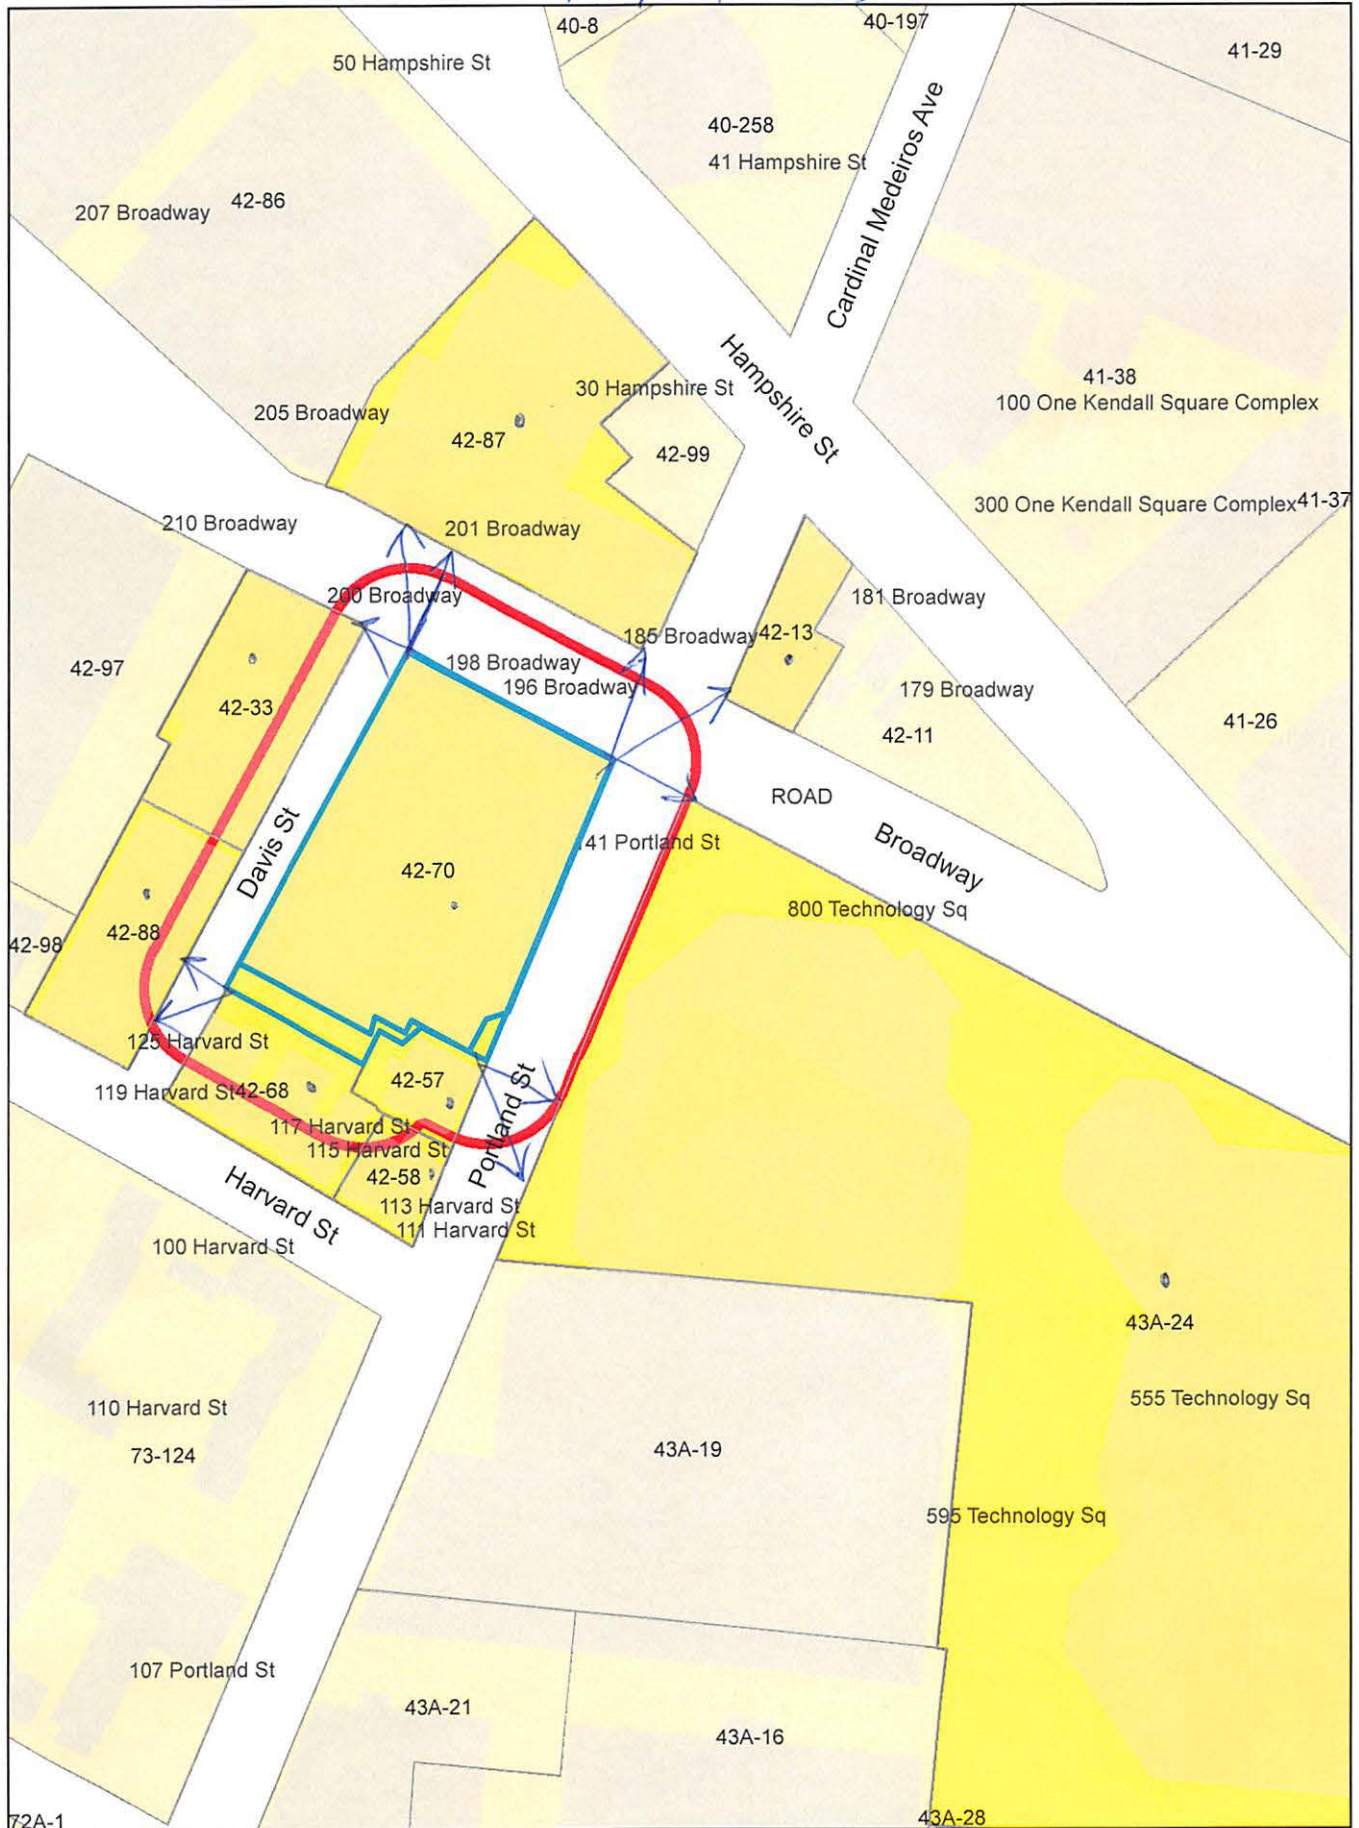 40-8
40-197
50 Hampshire St
41-29
40-258
41 Hampshire St
Cardinal Medeiros Ave
207 Broadway
42-86
Hampshire St
30 Hampshire St
41-38
100 One Kendall Square Complex
205 Broadway
42-87
42-99
300 One Kendall Square Complex
41-37
210 Broadway
201 Broadway
200 Broadway
181 Broadway
185 Broadway
42-13
42-97
198 Broadway
196 Broadway
179 Broadway
42-33
42-11
41-26
ROAD
Davis St
41 Portland St
Broadway
42-70
800 Technology Sq
42-98
42-88
125 Harvard St
42-57
119 Harvard St
42-68
Portland St
117 Harvard St
115 Harvard St
42-58
113 Harvard St
111 Harvard St
Harvard St
100 Harvard St
43A-24
555 Technology Sq
110 Harvard St
73-124
43A-19
595 Technology Sq
107 Portland St
43A-21
43A-16
72A-1
43A-28